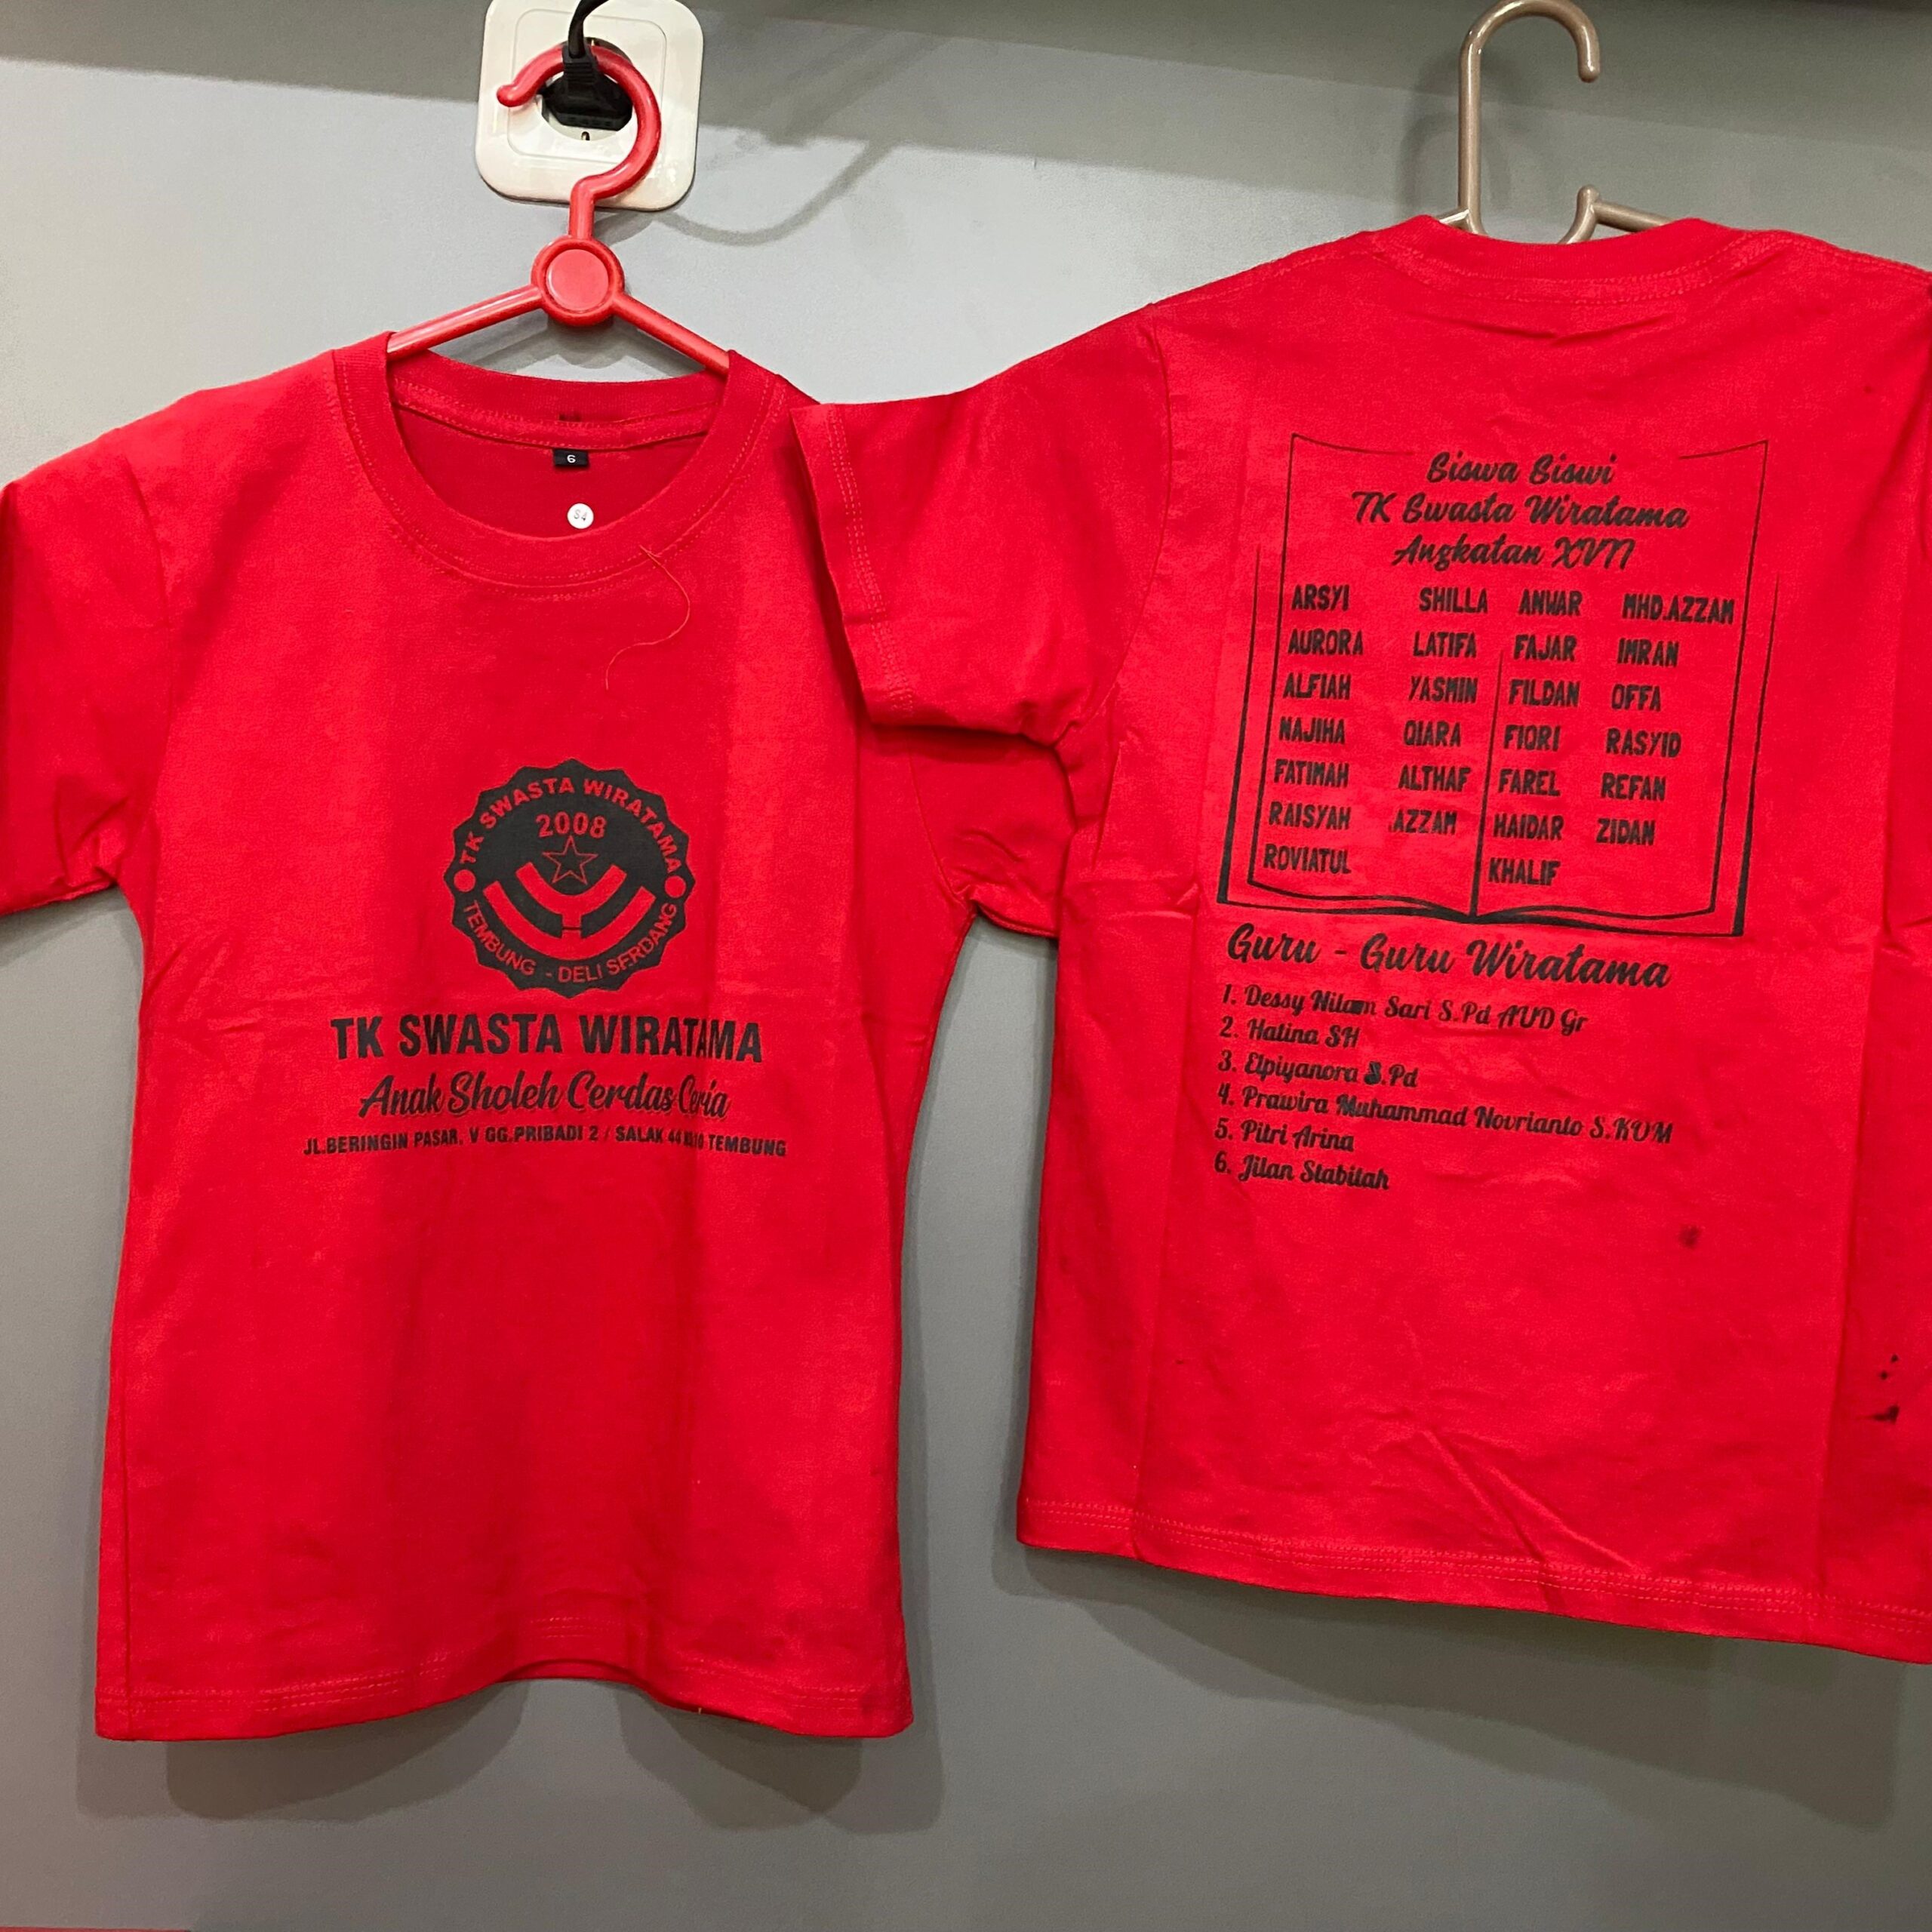 6
S4
TK SWASTA WIRATAMA
2008
TEMBUNG - DELI SERDANG
TK SWASTA WIRATAMA
Anak Sholeh Cerdas Ceria
JL.BERINGIN PASAR. V GG.PRIBADI 2 / SALAK 44 TEMBUNG
Siswa Siswi
TK Swasta Wiratama
Angkatan XVII
ARSYI SHILLA ANWAR MHD.AZZAM
AURORA LATIFA FAJAR IMRAN
ALFIAH YASMIN FILDAN OFFA
NAJIHA QIARA FIORI RASYID
FATIMAH ALTHAF FAREL REFAN
RAISYAH AZZAM HAIDAR ZIDAN
ROVIATUL KHALIF
Guru - Guru Wiratama
1. Dessy Nilam Sari S.Pd AUD Gr
2. Halina SH
3. Elpiyanora S.Pd
4. Prawira Muhammad Novrianto S.KOM
5. Pitri Arina
6. Jilan Slabilah